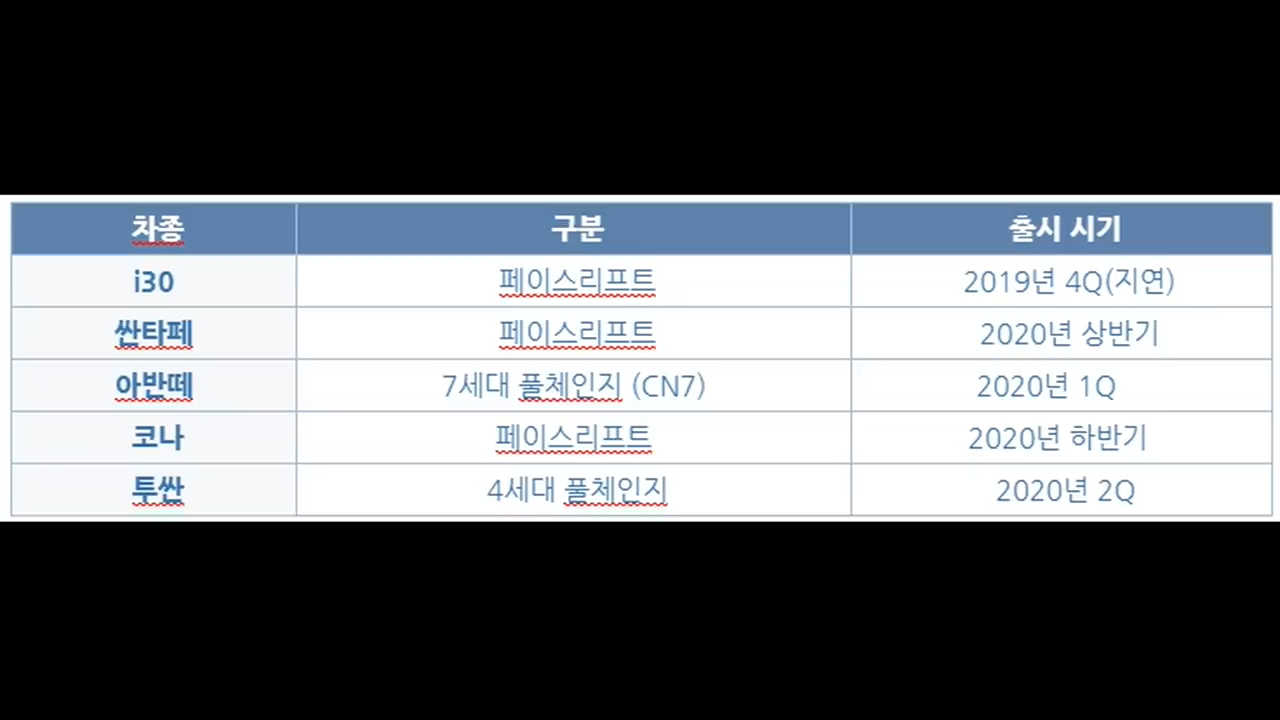 차종 구분 출시 시기
i30 페이스리프트 2019년 4Q(지연)
싼타페 페이스리프트 2020년 상반기
아반떼 7세대 풀체인지 (CN7) 2020년 1Q
코나 페이스리프트 2020년 하반기
투싼 4세대 풀체인지 2020년 2Q